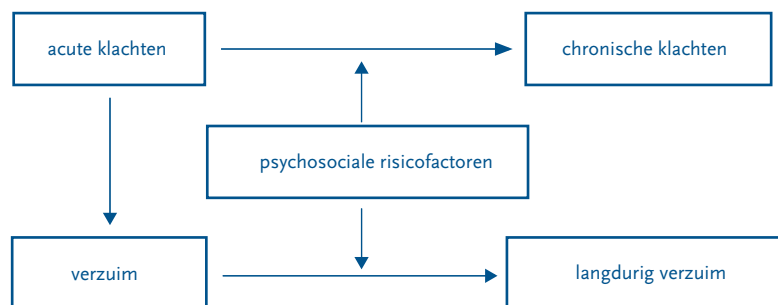 acute klachten
chronische klachten
psychosociale risicofactoren
verzuim
langdurig verzuim